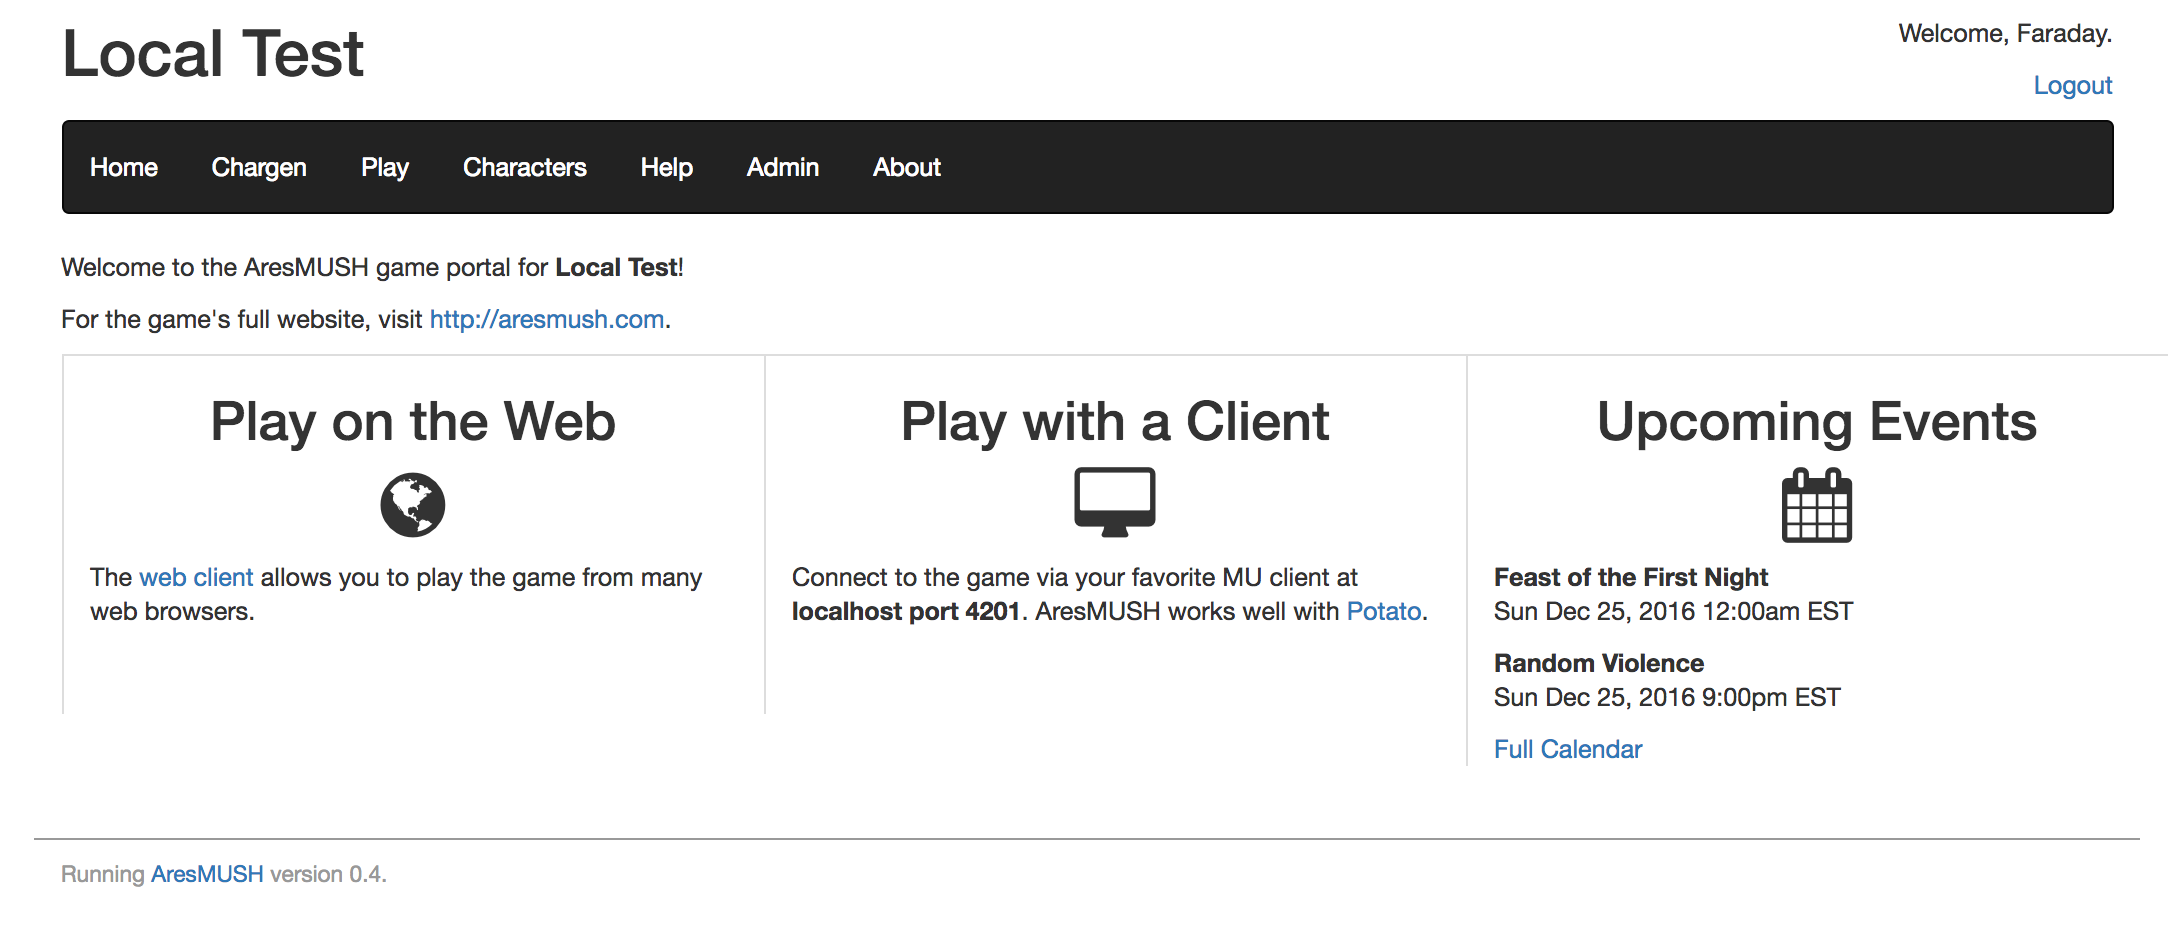 Local Test
Welcome, Faraday.
Logout
Home Chargen Play Characters Help Admin About
Welcome to the AresMUSH game portal for Local Test!
For the game's full website, visit http://aresmush.com.
Play on the Web
The web client allows you to play the game from many
web browsers.
Play with a Client
Connect to the game via your favorite MU client at
localhost port 4201. AresMUSH works well with Potato.
Upcoming Events
Feast of the First Night
Sun Dec 25, 2016 12:00am EST
Random Violence
Sun Dec 25, 2016 9:00pm EST
Full Calendar
Running AresMUSH version 0.4.